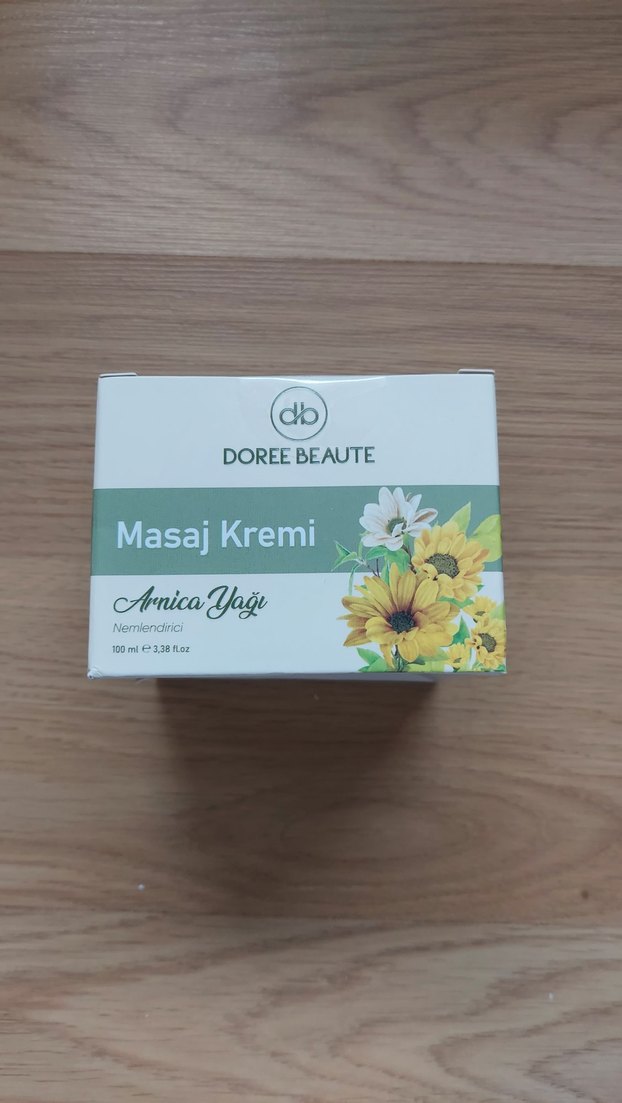 db
DOREE BEAUTE
Masaj Kremi
Arnica Yağı
Nemlendirici
100 ml ℮ 3,38 fl.oz